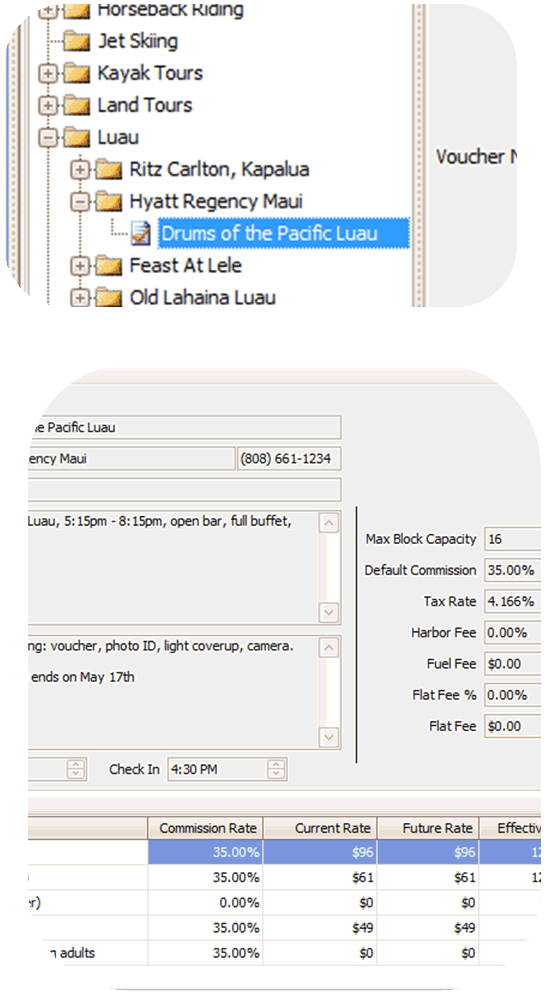 Horseback Riding
Jet Skiing
Kayak Tours
Land Tours
Luau
Ritz Carlton, Kapalua
Voucher
Hyatt Regency Maui
Drums of the Pacific Luau
Feast At Lele
Old Lahaina Luau
e Pacific Luau
ency Maui (808) 661-1234
Luau, 5:15pm - 8:15pm, open bar, full buffet,
Max Block Capacity 16
Default Commission 35.00%
Tax Rate 4.166%
Harbor Fee 0.00%
ng: voucher, photo ID, light coverup, camera.
Fuel Fee $0.00
ends on May 17th
Flat Fee % 0.00%
Flat Fee $0.00
Check In 4:30 PM
Commission Rate Current Rate Future Rate Effectiv
35.00% $96 $96 12
) 35.00% $61 $61 12
er) 0.00% $0 $0
35.00% $49 $49
adults 35.00% $0 $0